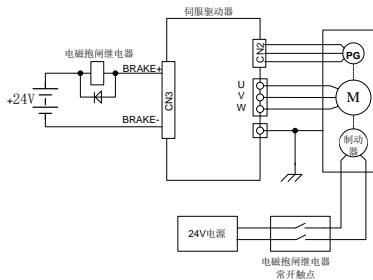 伺服驱动器
电磁抱闸继电器
BRAKE+
CN2
PG
+24V
CN3
U
V
W
M
BRAKE-
制动
器
24V电源
电磁抱闸继电器
常开触点